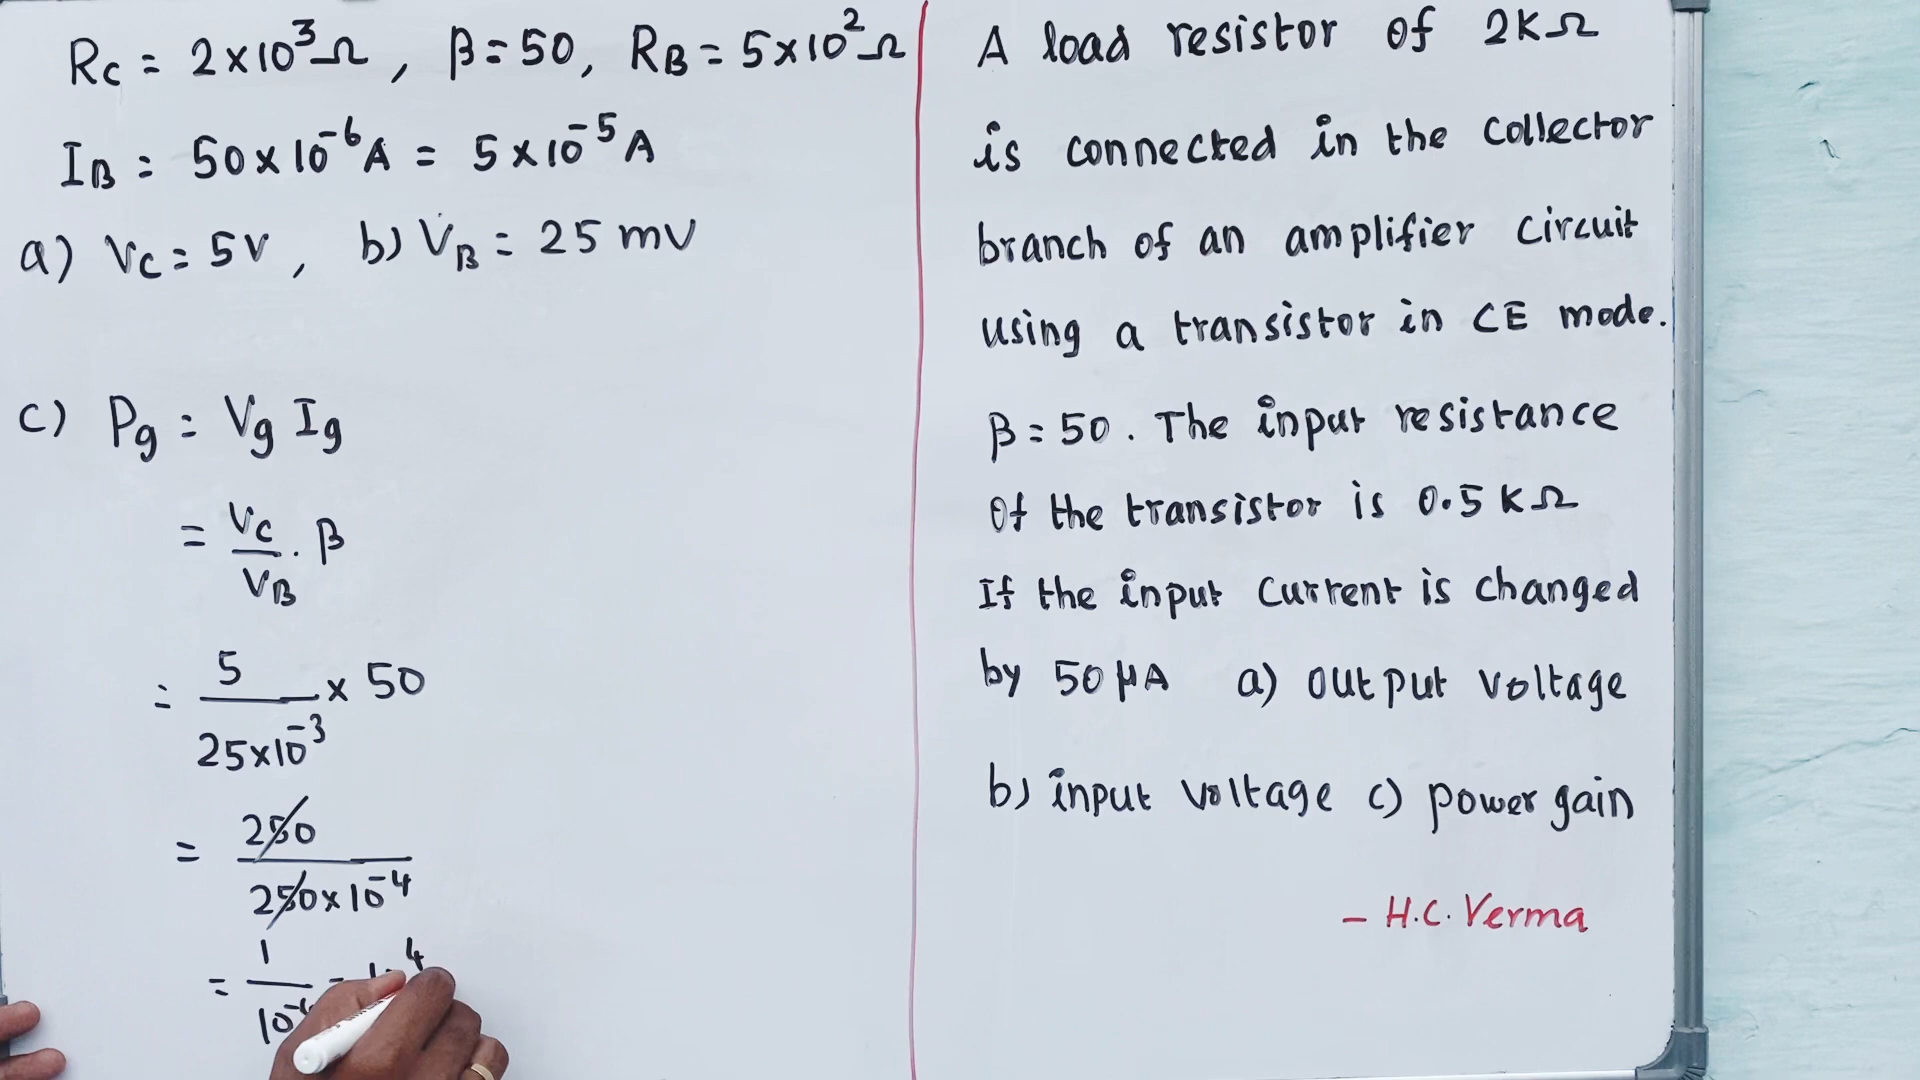 Rc = 2×10³Ω, β=50, RB = 5×10²Ω
IB = 50×10⁻⁶A = 5×10⁻⁵A
a) Vc = 5V, b) VB = 25 mV
c) Pg = Vg Ig
= Vc/VB . β
= 5/25×10⁻³ × 50
= 250/250×10⁻⁴
= 1/10⁻
4
A load resistor of 2KΩ
is connected in the collector
branch of an amplifier circuit
using a transistor in CE mode.
β = 50. The input resistance
of the transistor is 0.5KΩ
If the input current is changed
by 50μA a) output voltage
b) input voltage c) power gain
– H.C. Verma